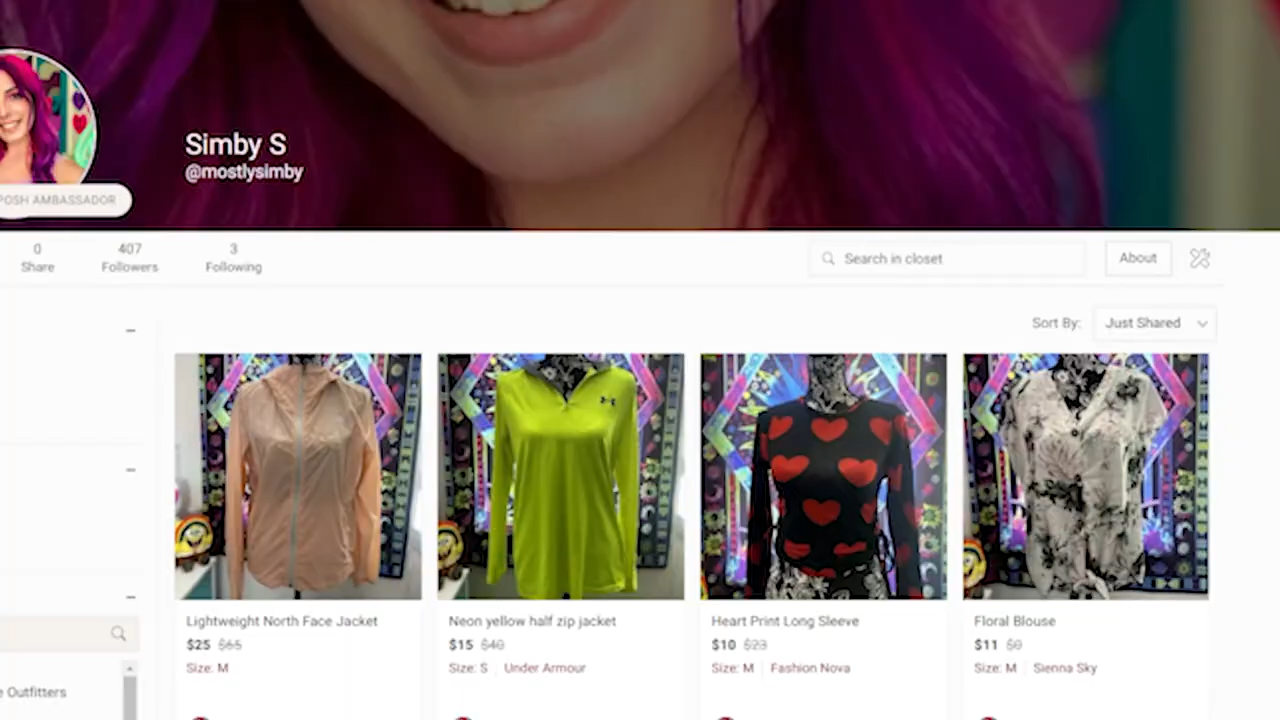 Simby S
@mostlysimby
POSH AMBASSADOR
0
Share
407
Followers
3
Following
Search in closet
About
Sort By:
Just Shared
Lightweight North Face Jacket
$25 $65
Size: M
Neon yellow half zip jacket
$15 $40
Size: S Under Armour
Heart Print Long Sleeve
$10 $23
Size: M Fashion Nova
Floral Blouse
$11 $0
Size: M Sienna Sky
Outfitters